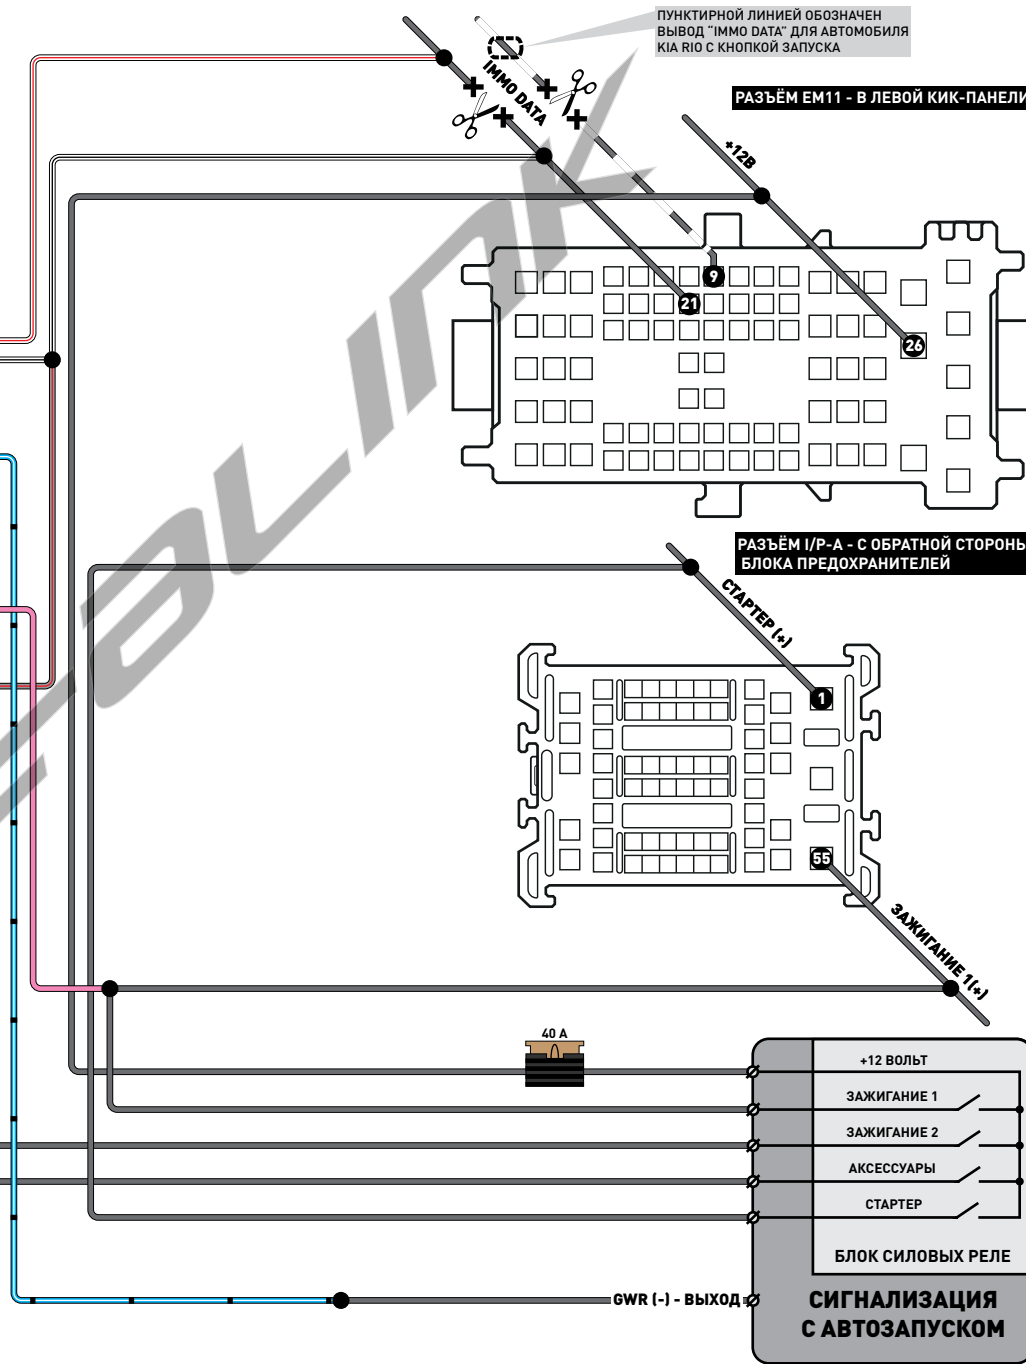 ПУНКТИРНОЙ ЛИНИЕЙ ОБОЗНАЧЕН
ВЫВОД "IMMO DATA" ДЛЯ АВТОМОБИЛЯ
KIA RIO С КНОПКОЙ ЗАПУСКА
IMMO DATA
РАЗЪЁМ EM11 - В ЛЕВОЙ КИК-ПАНЕЛИ
+12В
9
21
26
РАЗЪЁМ I/P-A - С ОБРАТНОЙ СТОРОНЫ
БЛОКА ПРЕДОХРАНИТЕЛЕЙ
СТАРТЕР (+)
1
55
ЗАЖИГАНИЕ 1(+)
40 А
+12 ВОЛЬТ
ЗАЖИГАНИЕ 1
ЗАЖИГАНИЕ 2
АКСЕССУАРЫ
СТАРТЕР
БЛОК СИЛОВЫХ РЕЛЕ
GWR (-) - ВЫХОД
СИГНАЛИЗАЦИЯ
С АВТОЗАПУСКОМ